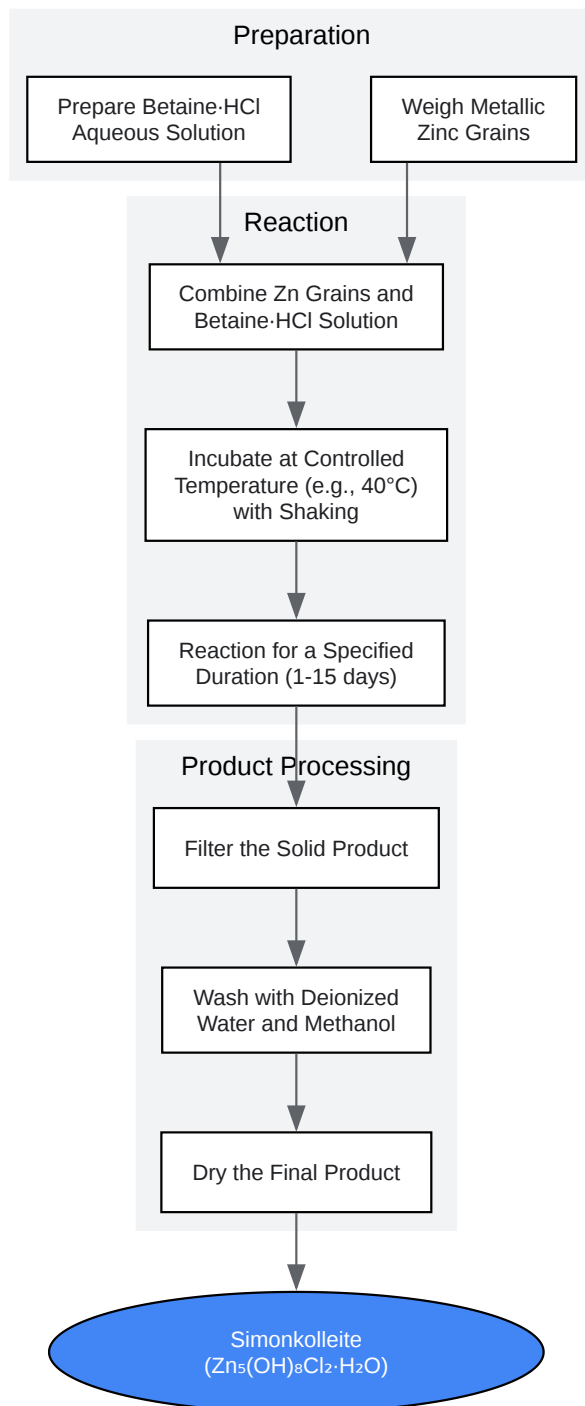 Preparation
Prepare Betaine·HCl
Aqueous Solution
Weigh Metallic
Zinc Grains
Reaction
Combine Zn Grains and
Betaine·HCl Solution
Incubate at Controlled
Temperature (e.g., 40°C)
with Shaking
Reaction for a Specified
Duration (1-15 days)
Product Processing
Filter the Solid Product
Wash with Deionized
Water and Methanol
Dry the Final Product
Simonkolleite
(Zn₅(OH)₈Cl₂·H₂O)